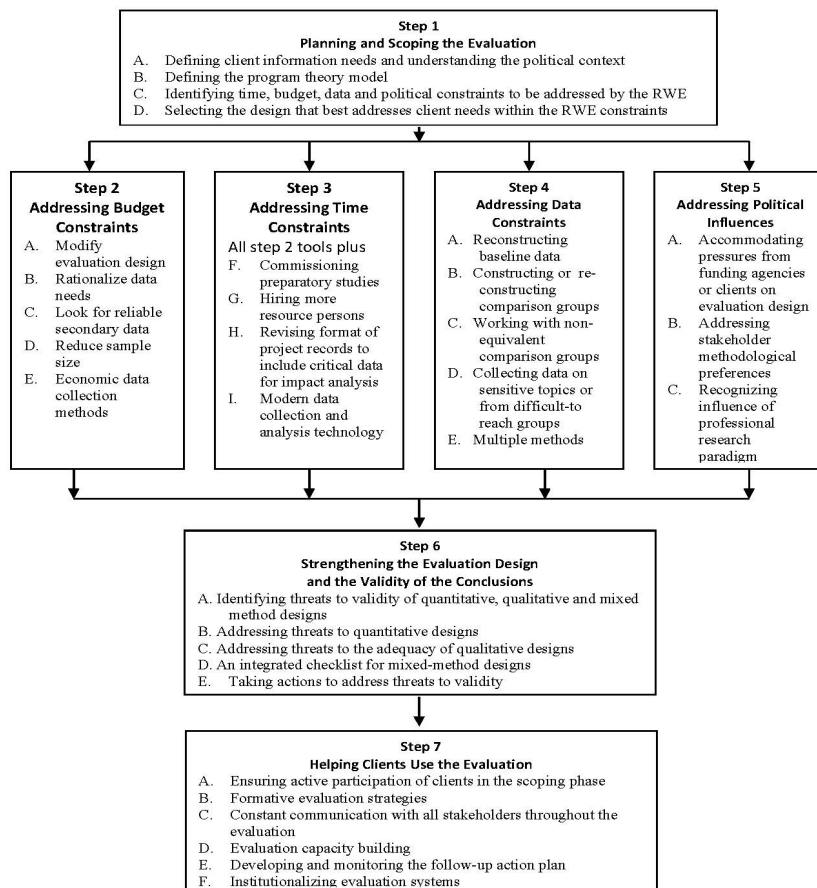 Step 1
Planning and Scoping the Evaluation
A. Defining client information needs and understanding the political context
B. Defining the program theory model
C. Identifying time, budget, data and political constraints to be addressed by the RWE
D. Selecting the design that best addresses client needs within the RWE constraints
Step 2
Addressing Budget
Constraints
A. Modify
evaluation design
B. Rationalize data
needs
C. Look for reliable
secondary data
D. Reduce sample
size
E. Economic data
collection
methods
Step 3
Addressing Time
Constraints
All step 2 tools plus
F. Commissioning
preparatory studies
G. Hiring more
resource persons
H. Revising format of
project records to
include critical data
for impact analysis
I. Modern data
collection and
analysis technology
Step 4
Addressing Data
Constraints
A. Reconstructing
baseline data
B. Constructing or re-
constructing
comparison groups
C. Working with non-
equivalent
comparison groups
D. Collecting data on
sensitive topics or
from difficult-to
reach groups
E. Multiple methods
Step 5
Addressing Political
Influences
A. Accommodating
pressures from
funding agencies
or clients on
evaluation design
B. Addressing
stakeholder
methodological
preferences
C. Recognizing
influence of
professional
research
paradigm
Step 6
Strengthening the Evaluation Design
and the Validity of the Conclusions
A. Identifying threats to validity of quantitative, qualitative and mixed
method designs
B. Addressing threats to quantitative designs
C. Addressing threats to the adequacy of qualitative designs
D. An integrated checklist for mixed-method designs
E. Taking actions to address threats to validity
Step 7
Helping Clients Use the Evaluation
A. Ensuring active participation of clients in the scoping phase
B. Formative evaluation strategies
C. Constant communication with all stakeholders throughout the
evaluation
D. Evaluation capacity building
E. Developing and monitoring the follow-up action plan
F. Institutionalizing evaluation systems